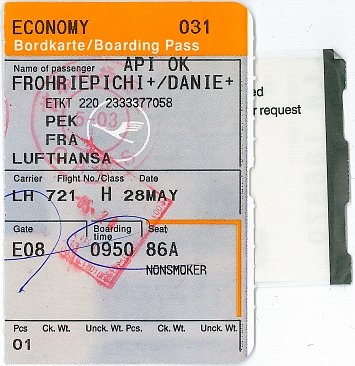 ECONOMY 031
Bordkarte/Boarding Pass
Name of passenger API OK
FROHRIEPICHI+/DANIE+
ETKT 220 2333377058
PEK
FRA
LUFTHANSA
Carrier Flight No./Class Date
LH 721 H 28MAY
Gate Boarding time Seat
E08 0950 86A
NONSMOKER
Pcs Ck. Wt. Unck. Wt. Pcs. Ck. Wt. Unck. Wt.
01
r request